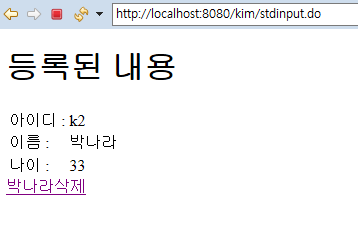 http://localhost:8080/kim/stdinput.do
등록된 내용
아이디 : k2
이름 : 박나라
나이 : 33
박나라삭제